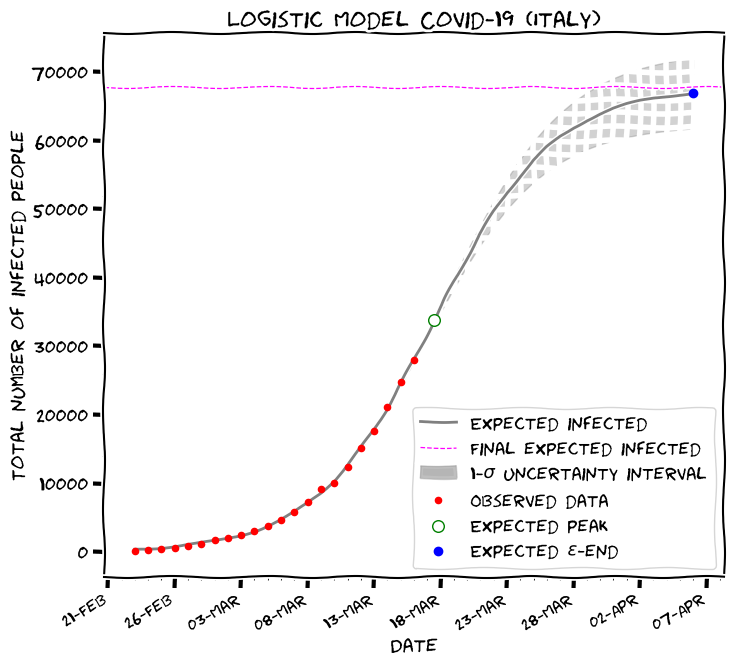 LOGISTIC MODEL COVID-19 (ITALY)
TOTAL NUMBER OF INFECTED PEOPLE
70000
60000
50000
40000
30000
20000
10000
0
EXPECTED INFECTED
FINAL EXPECTED INFECTED
1-σ UNCERTAINTY INTERVAL
OBSERVED DATA
EXPECTED PEAK
EXPECTED ε-END
21-FEB
26-FEB
03-MAR
08-MAR
13-MAR
18-MAR
23-MAR
28-MAR
02-APR
07-APR
DATE